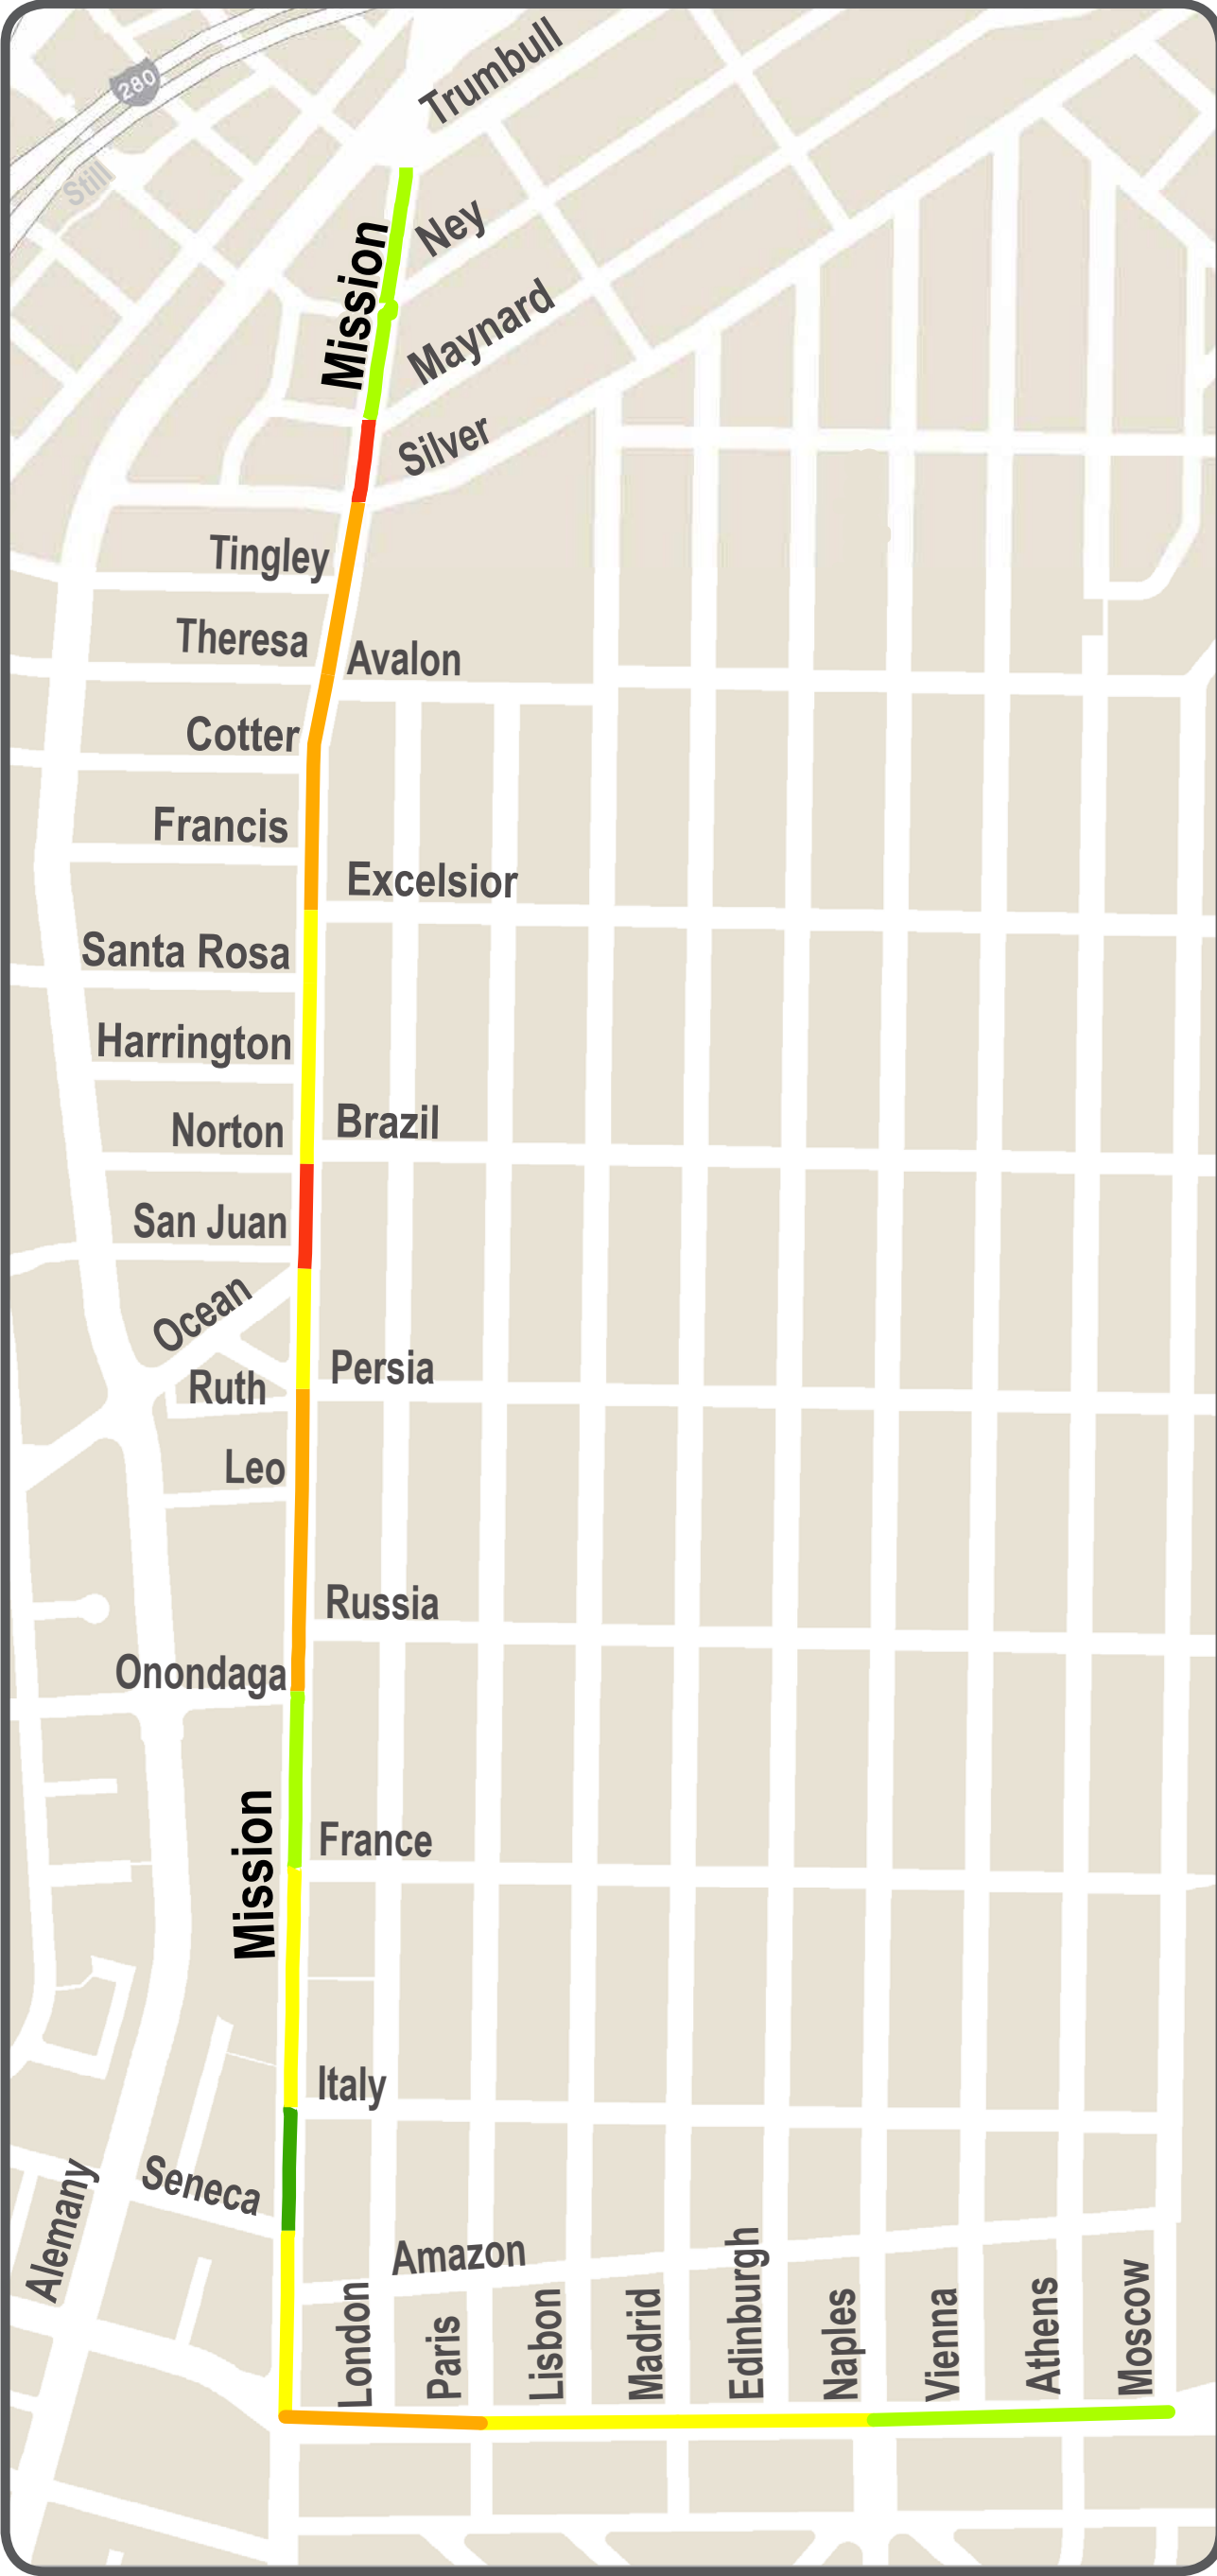 Trumbull
280
Still
Ney
Mission
Maynard
Silver
Tingley
Theresa
Avalon
Cotter
Francis
Excelsior
Santa Rosa
Harrington
Norton
Brazil
San Juan
Ocean
Persia
Ruth
Leo
Russia
Onondaga
France
Mission
Italy
Seneca
Alemany
Amazon
London
Paris
Lisbon
Madrid
Edinburgh
Naples
Vienna
Athens
Moscow